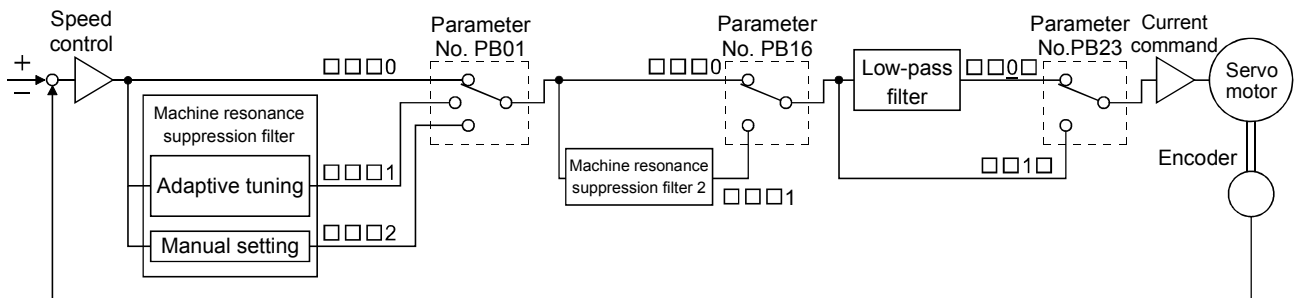 Speed
control
+
−
□□□0
Machine resonance
suppression filter
Adaptive tuning
□□□1
Manual setting
□□□2
Parameter
No. PB01
□□□0
Machine resonance
suppression filter 2
□□□1
Parameter
No. PB16
Low-pass
filter
□□0□
□□1□
Parameter
No.PB23
Current
command
Servo
motor
Encoder